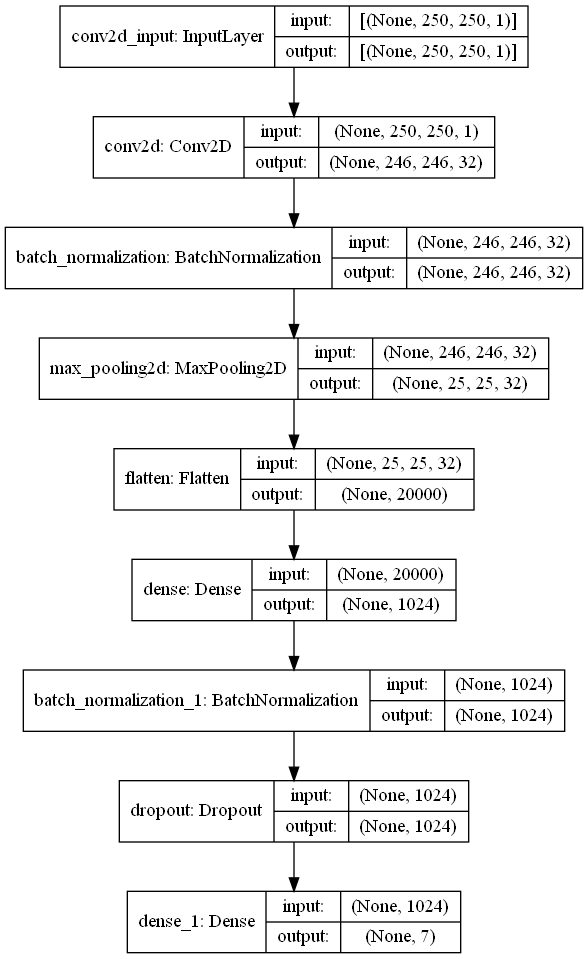 conv2d_input: InputLayer
input: [(None, 250, 250, 1)]
output: [(None, 250, 250, 1)]
conv2d: Conv2D
input: (None, 250, 250, 1)
output: (None, 246, 246, 32)
batch_normalization: BatchNormalization
input: (None, 246, 246, 32)
output: (None, 246, 246, 32)
max_pooling2d: MaxPooling2D
input: (None, 246, 246, 32)
output: (None, 25, 25, 32)
flatten: Flatten
input: (None, 25, 25, 32)
output: (None, 20000)
dense: Dense
input: (None, 20000)
output: (None, 1024)
batch_normalization_1: BatchNormalization
input: (None, 1024)
output: (None, 1024)
dropout: Dropout
input: (None, 1024)
output: (None, 1024)
dense_1: Dense
input: (None, 1024)
output: (None, 7)